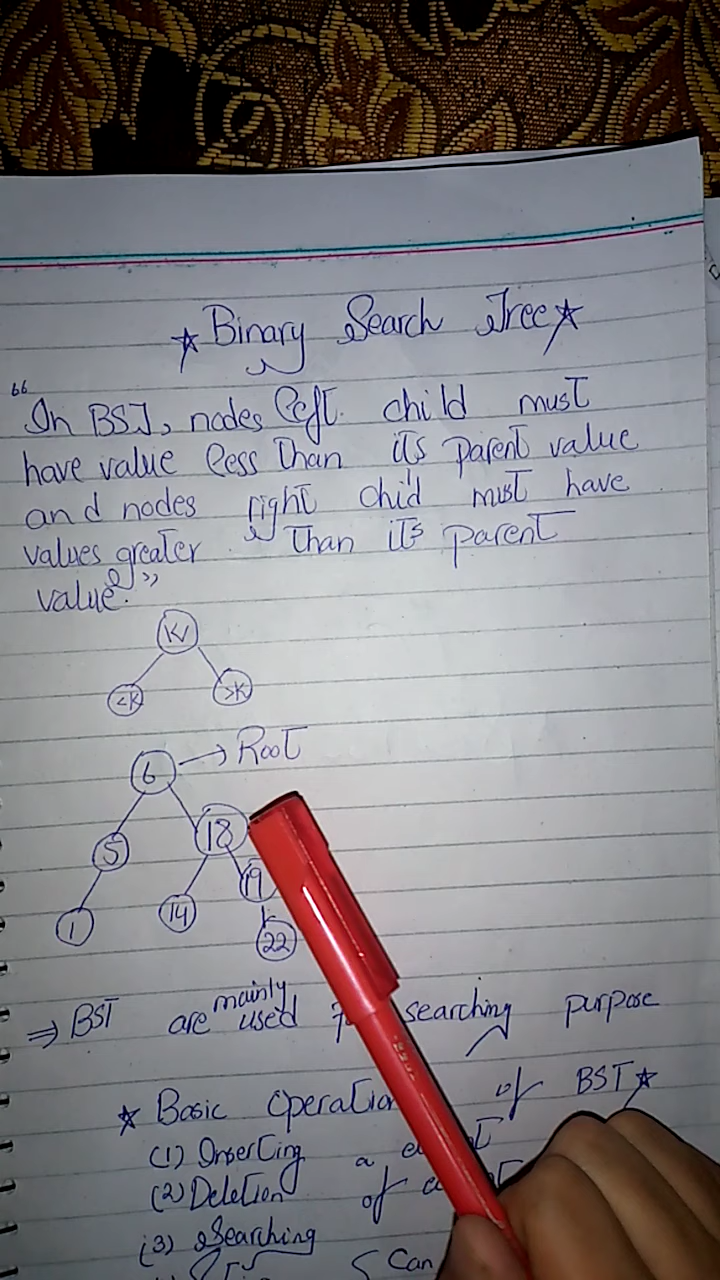 ☆ Binary Search Tree ☆
“ In BST, nodes left child must
have value less than its parent value
and nodes right child must have
values greater than its parent
value.”
K
<K >K
6 → Root
5 18
19
1 14
22
⇒ BST are mainly used searching purpose
☆ Basic Operation of BST ☆
(1) Inserting a
(2) Deletion of
(3) Searching
Can